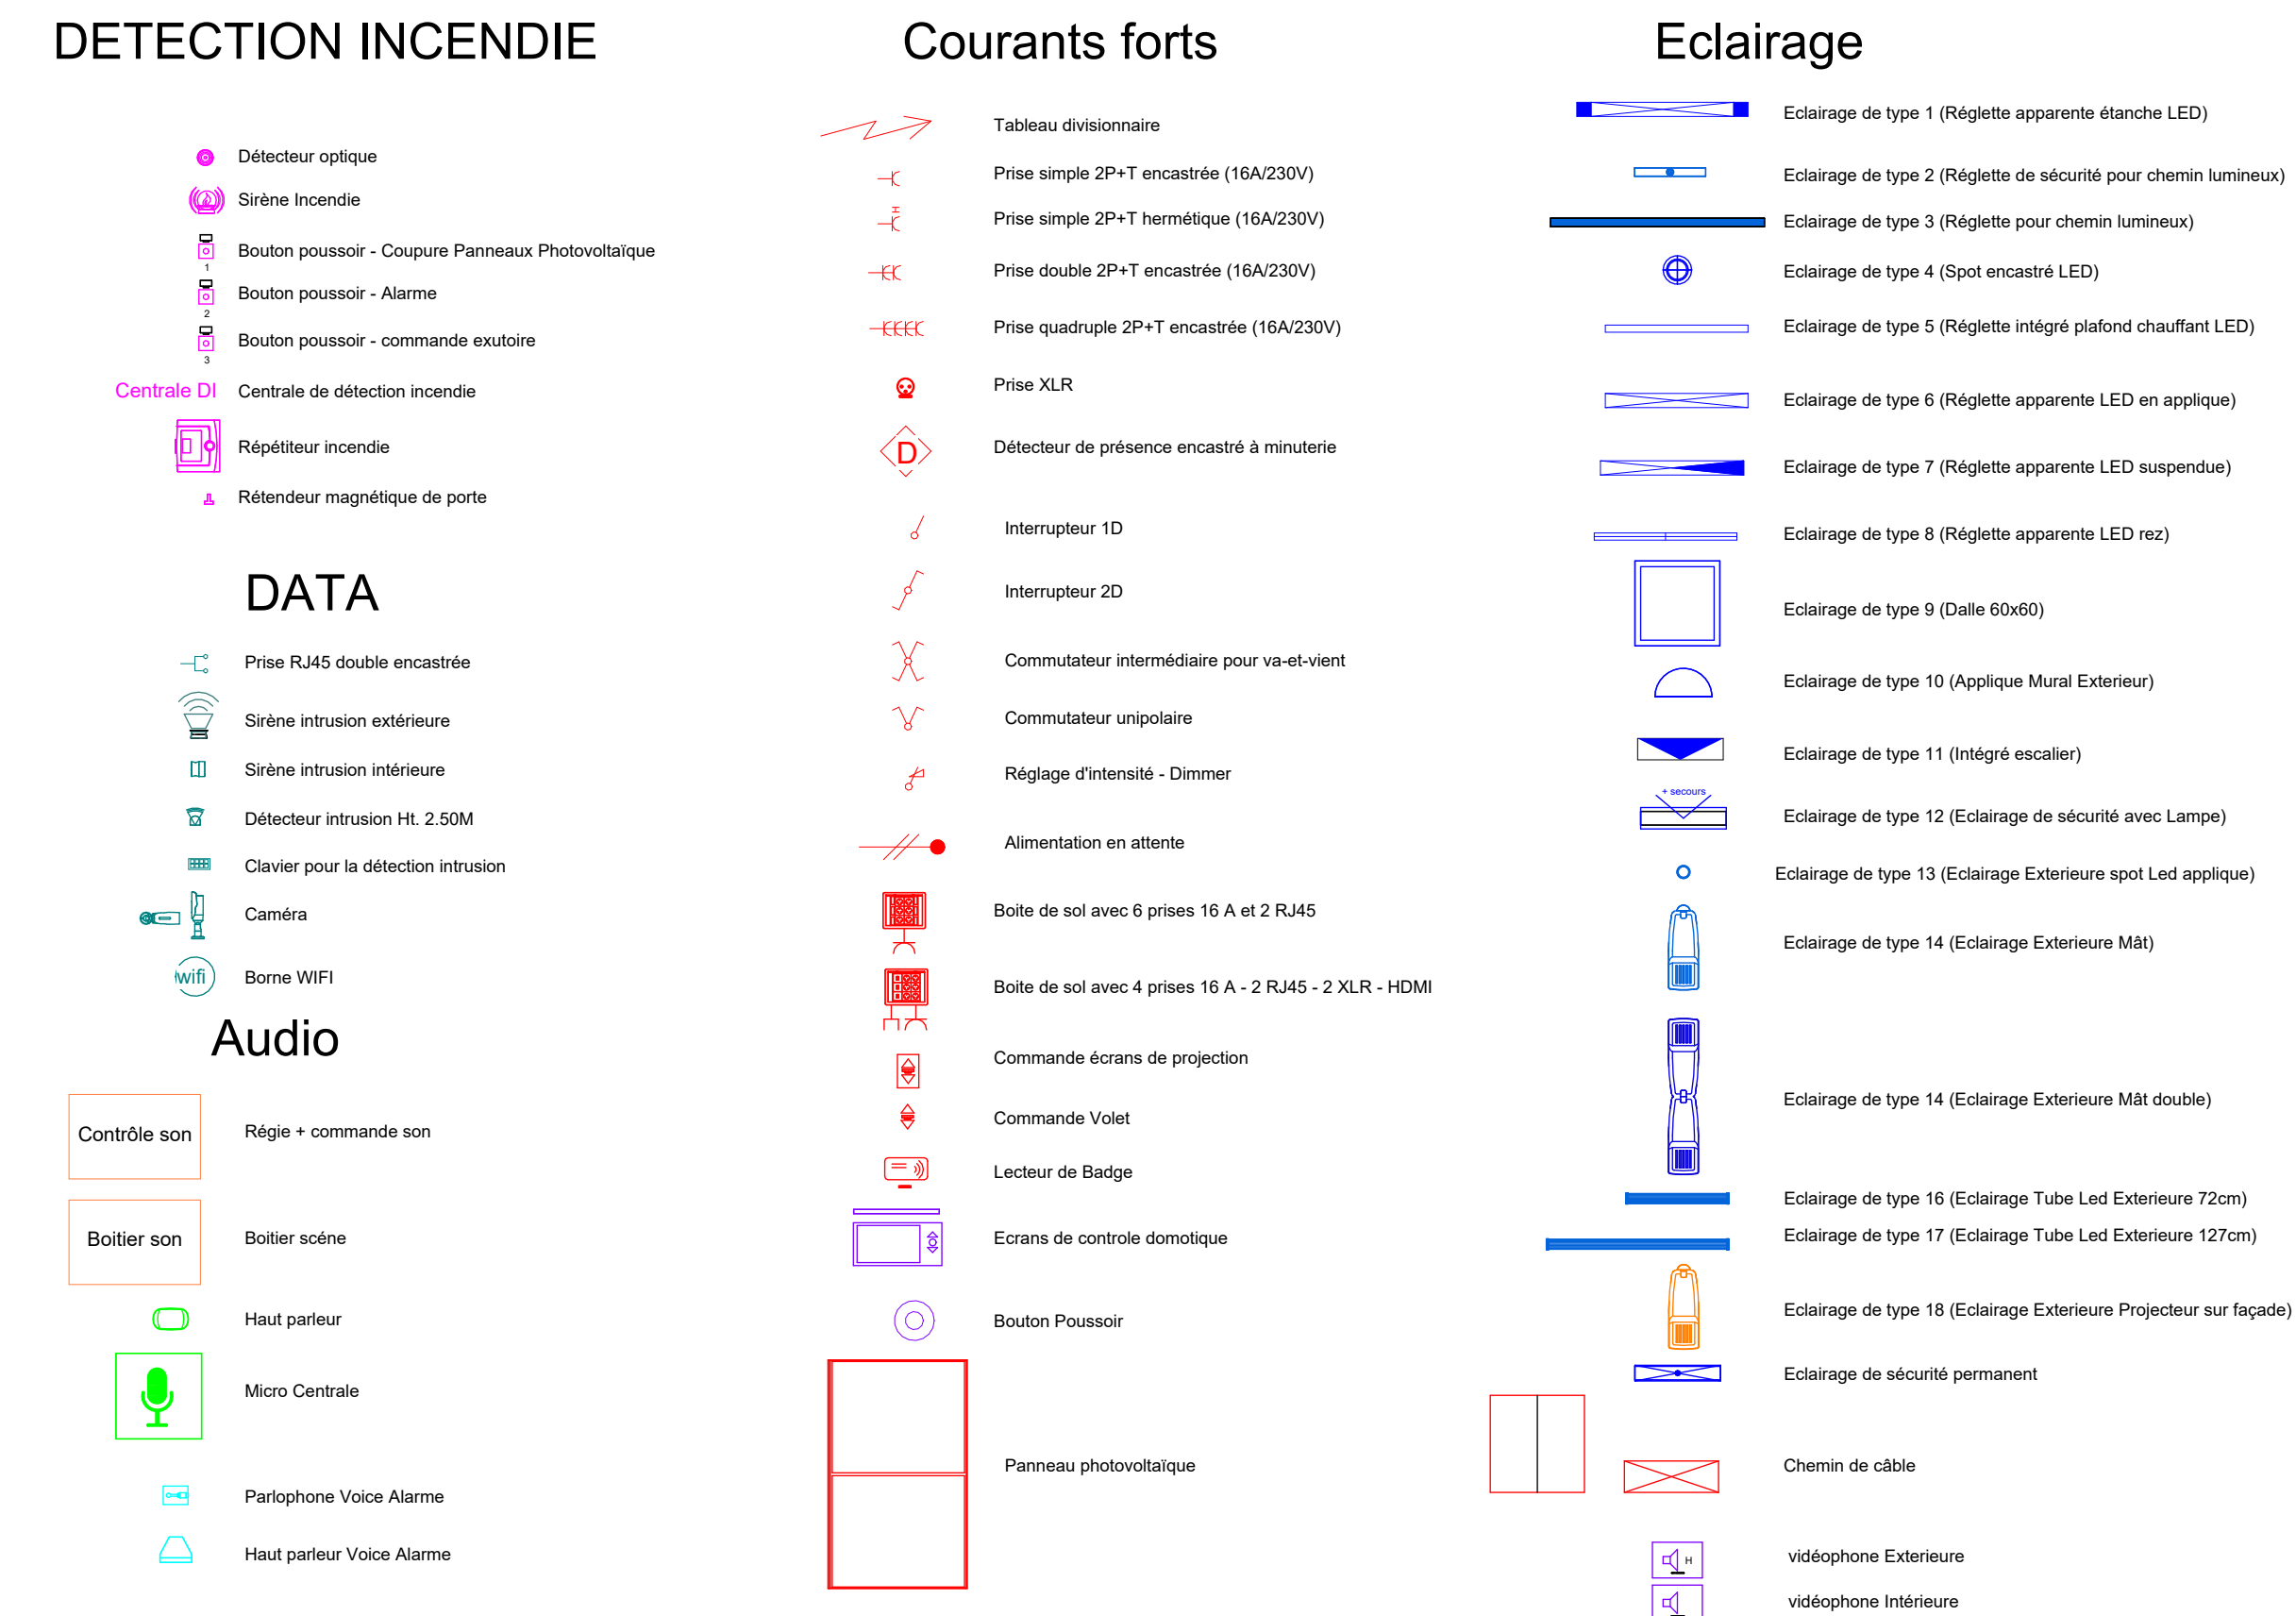 DETECTION INCENDIE
Détecteur optique
Sirène Incendie
Bouton poussoir - Coupure Panneaux Photovoltaïque
1
Bouton poussoir - Alarme
2
Bouton poussoir - commande exutoire
3
Centrale DI Centrale de détection incendie
Répétiteur incendie
Rétendeur magnétique de porte
DATA
Prise RJ45 double encastrée
Sirène intrusion extérieure
Sirène intrusion intérieure
Détecteur intrusion Ht. 2.50M
Clavier pour la détection intrusion
Caméra
wifi Borne WIFI
Audio
Contrôle son Régie + commande son
Boitier son Boitier scéne
Haut parleur
Micro Centrale
Parlophone Voice Alarme
Haut parleur Voice Alarme
Courants forts
Tableau divisionnaire
Prise simple 2P+T encastrée (16A/230V)
H
Prise simple 2P+T hermétique (16A/230V)
Prise double 2P+T encastrée (16A/230V)
Prise quadruple 2P+T encastrée (16A/230V)
Prise XLR
D Détecteur de présence encastré à minuterie
Interrupteur 1D
Interrupteur 2D
Commutateur intermédiaire pour va-et-vient
Commutateur unipolaire
Réglage d'intensité - Dimmer
Alimentation en attente
Boite de sol avec 6 prises 16 A et 2 RJ45
Boite de sol avec 4 prises 16 A - 2 RJ45 - 2 XLR - HDMI
Commande écrans de projection
Commande Volet
Lecteur de Badge
Ecrans de controle domotique
Bouton Poussoir
Panneau photovoltaïque
Eclairage
Eclairage de type 1 (Réglette apparente étanche LED)
Eclairage de type 2 (Réglette de sécurité pour chemin lumineux)
Eclairage de type 3 (Réglette pour chemin lumineux)
Eclairage de type 4 (Spot encastré LED)
Eclairage de type 5 (Réglette intégré plafond chauffant LED)
Eclairage de type 6 (Réglette apparente LED en applique)
Eclairage de type 7 (Réglette apparente LED suspendue)
Eclairage de type 8 (Réglette apparente LED rez)
Eclairage de type 9 (Dalle 60x60)
Eclairage de type 10 (Applique Mural Exterieur)
Eclairage de type 11 (Intégré escalier)
+ secours
Eclairage de type 12 (Eclairage de sécurité avec Lampe)
Eclairage de type 13 (Eclairage Exterieure spot Led applique)
Eclairage de type 14 (Eclairage Exterieure Mât)
Eclairage de type 14 (Eclairage Exterieure Mât double)
Eclairage de type 16 (Eclairage Tube Led Exterieure 72cm)
Eclairage de type 17 (Eclairage Tube Led Exterieure 127cm)
Eclairage de type 18 (Eclairage Exterieure Projecteur sur façade)
Eclairage de sécurité permanent
Chemin de câble
H vidéophone Exterieure
vidéophone Intérieure